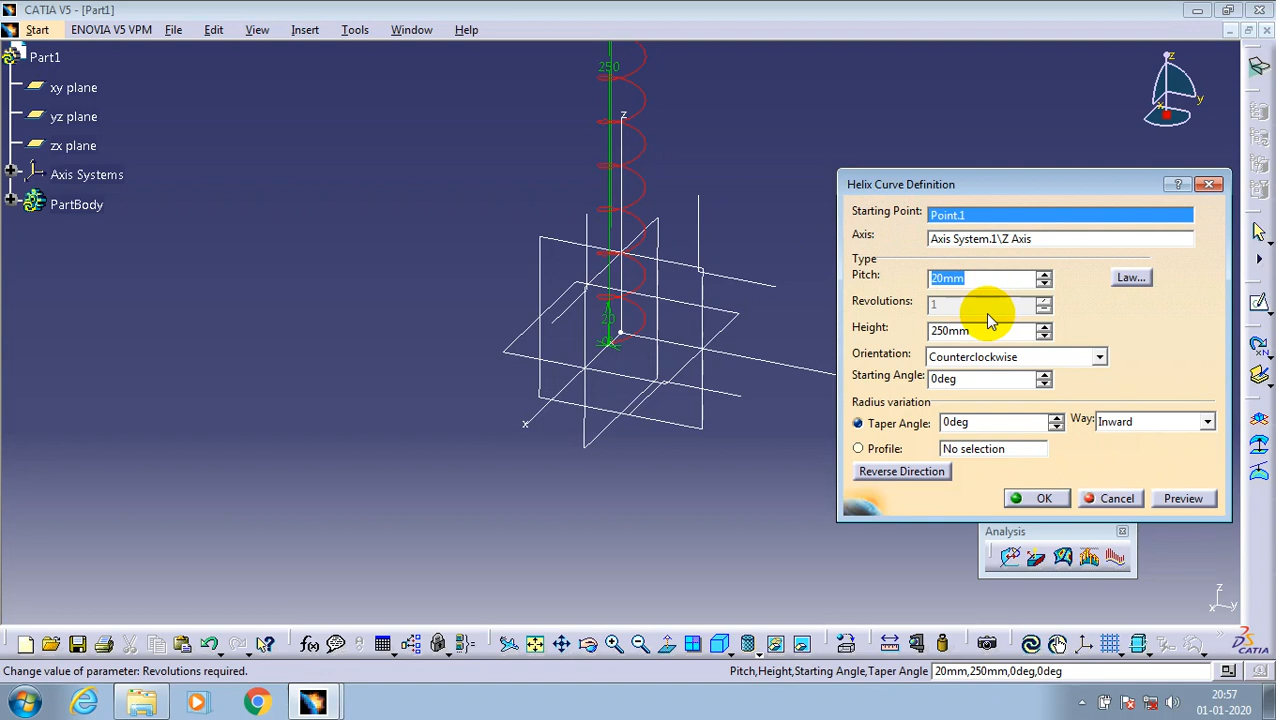 CATIA V5 - [Part1]
Start ENOVIA V5 VPM File Edit View Insert Tools Window Help
Part1
xy plane
yz plane
zx plane
Axis Systems
PartBody
250
z
20
0
x
z
y
x
Helix Curve Definition
Starting Point: Point.1
Axis: Axis System.1\Z Axis
Type
Pitch: 20mm Law...
Revolutions: 1
Height: 250mm
Orientation: Counterclockwise
Starting Angle: 0deg
Radius variation
Taper Angle: 0deg Way: Inward
Profile: No selection
Reverse Direction
OK Cancel Preview
Analysis
z
x y
f(x)
CATIA
Change value of parameter: Revolutions required. Pitch,Height,Starting Angle,Taper Angle 20mm,250mm,0deg,0deg
20:57
01-01-2020